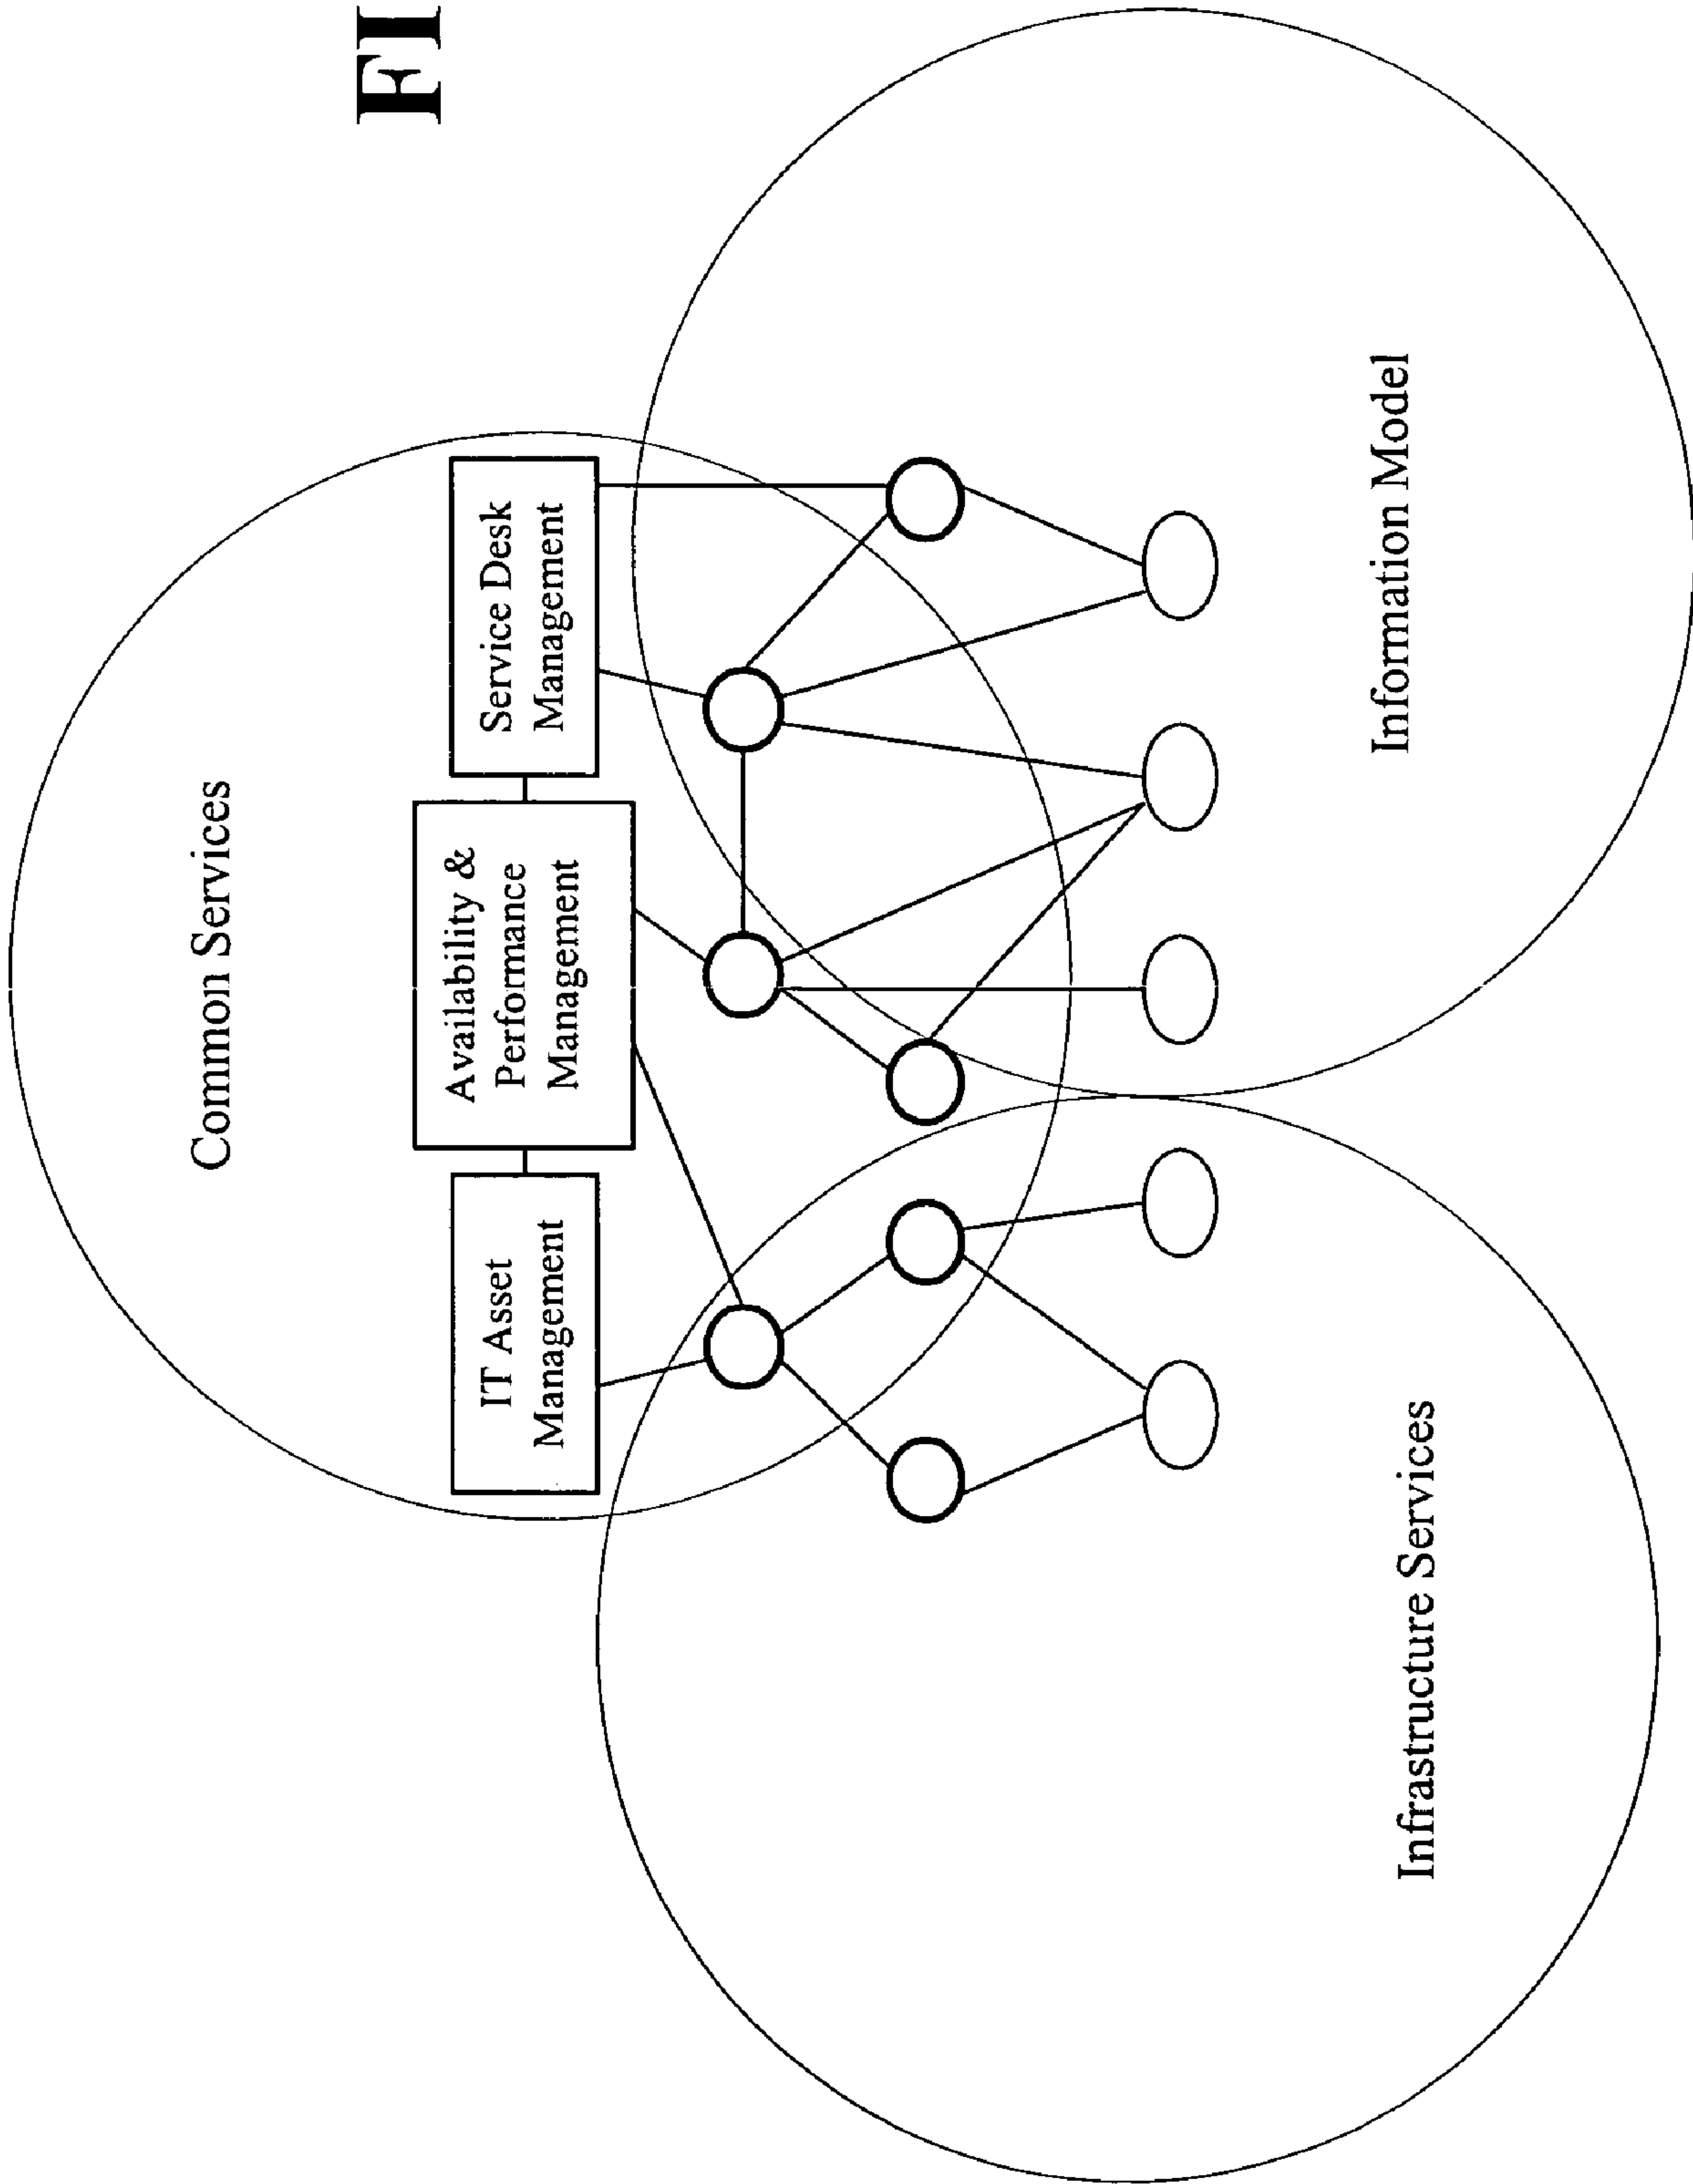 Common Services
FI
IT Asset
Management
Availability &
Performance
Management
Service Desk
Management
Infrastructure Services
Information Model